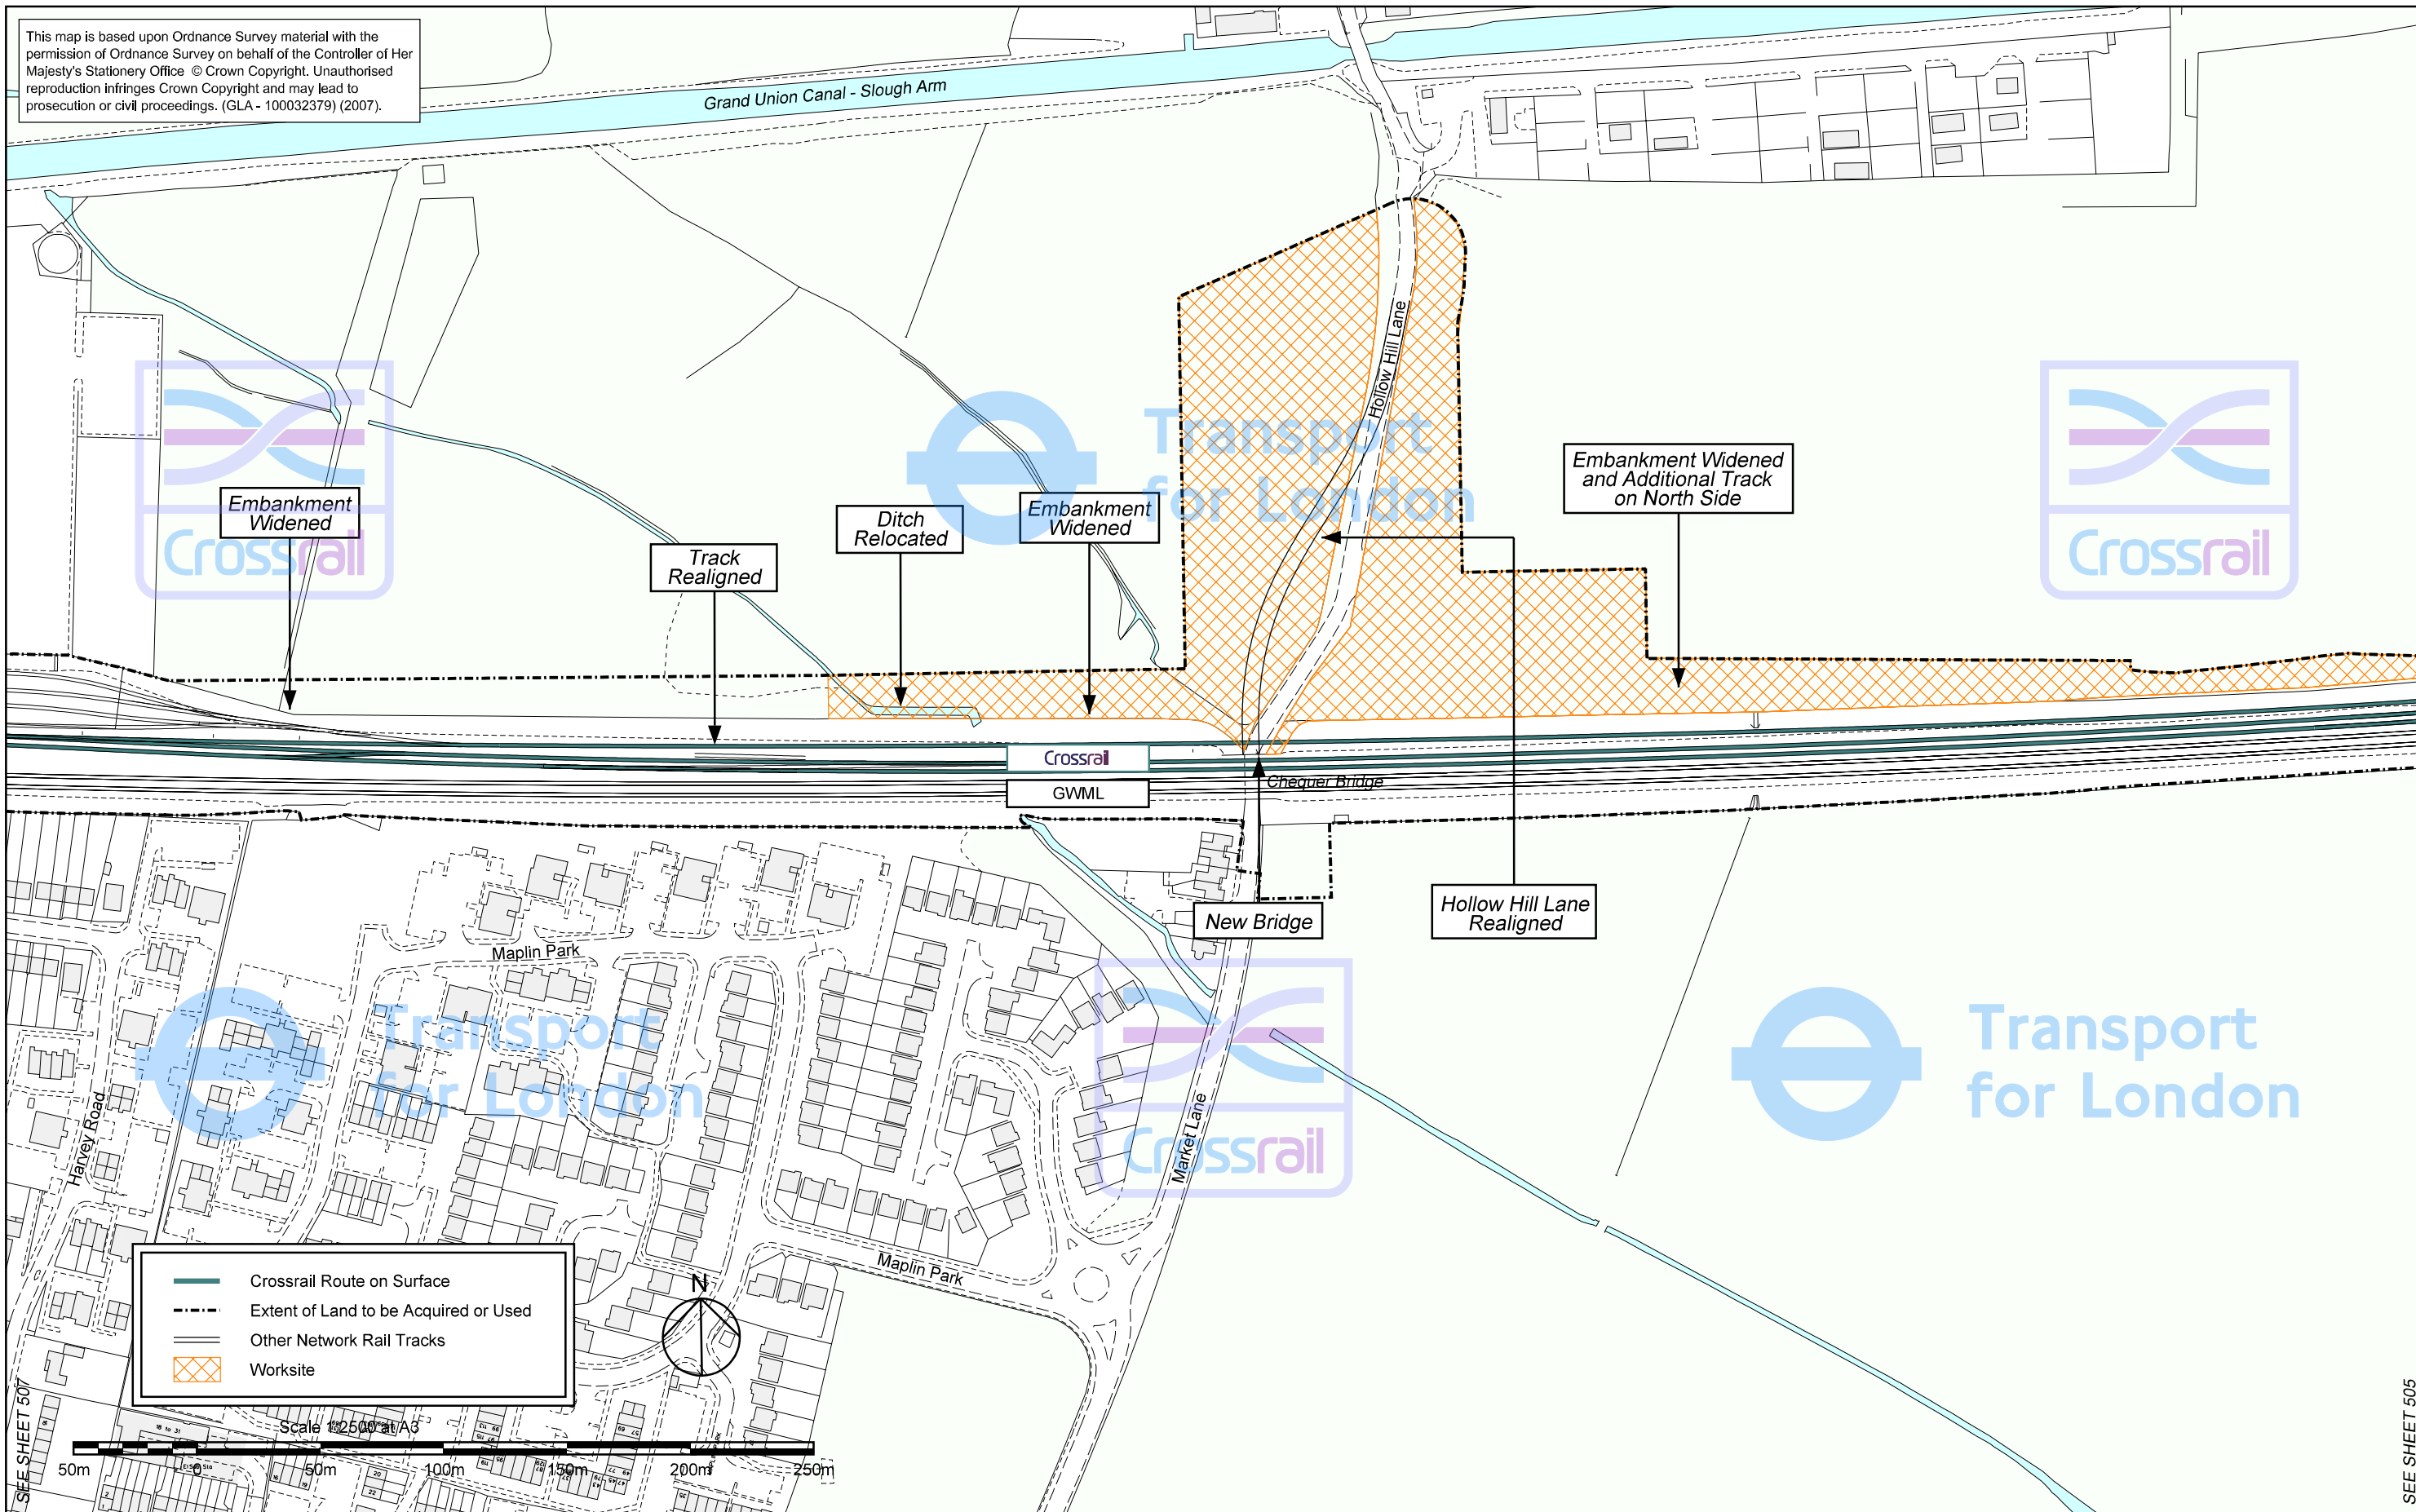 This map is based upon Ordnance Survey material with the
permission of Ordnance Survey on behalf of the Controller of Her
Majesty's Stationery Office © Crown Copyright. Unauthorised
reproduction infringes Crown Copyright and may lead to
prosecution or civil proceedings. (GLA - 100032379) (2007).
Grand Union Canal - Slough Arm
Hollow Hill Lane
Transport
for London
Crossrail
Crossrail
Embankment
Widened
Track
Realigned
Ditch
Relocated
Embankment
Widened
Embankment Widened
and Additional Track
on North Side
Crossrail
GWML
Chequer Bridge
New Bridge
Hollow Hill Lane
Realigned
Maplin Park
Harvey Road
Transport
for London
Market Lane
Crossrail
Transport
for London
Maplin Park
N
Crossrail Route on Surface
Extent of Land to be Acquired or Used
Other Network Rail Tracks
Worksite
Scale 1:2500 at A3
50m 0 50m 100m 150m 200m 250m
18 to 31
El Sub Sta
SEE SHEET 507
SEE SHEET 505